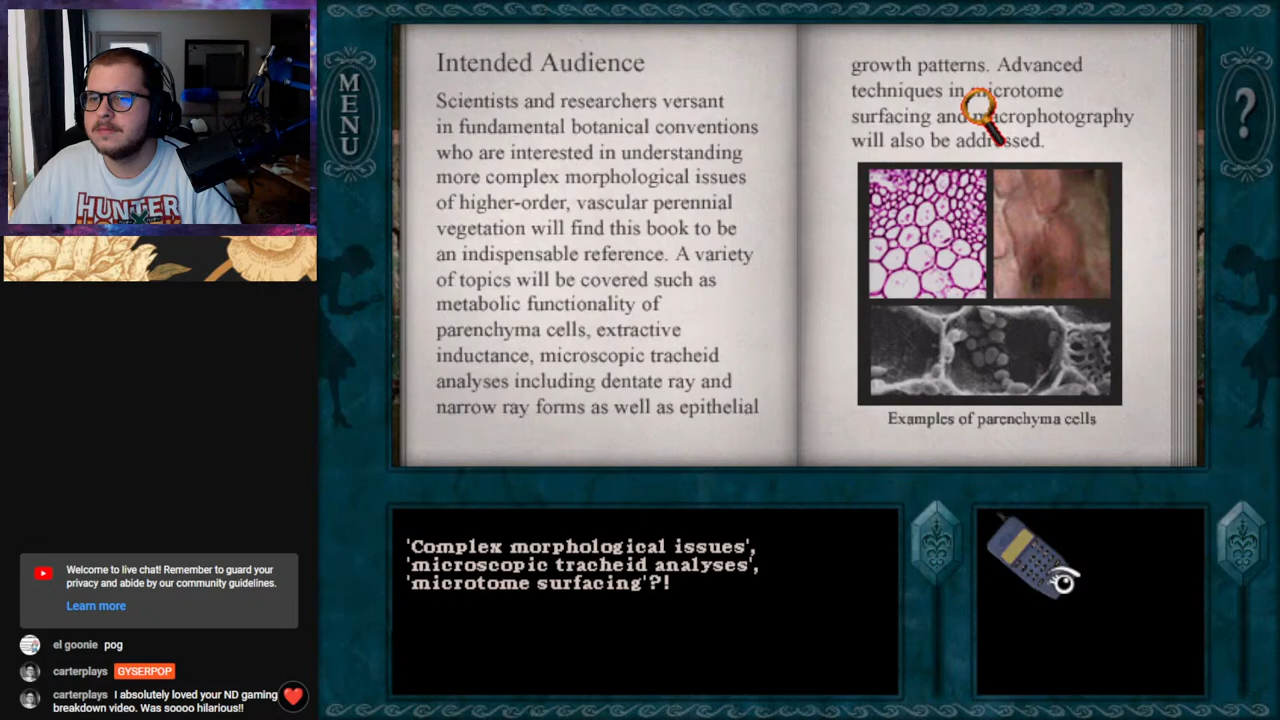 HUNTER
MENU
?
Intended Audience
Scientists and researchers versant
in fundamental botanical conventions
who are interested in understanding
more complex morphological issues
of higher-order, vascular perennial
vegetation will find this book to be
an indispensable reference. A variety
of topics will be covered such as
metabolic functionality of
parenchyma cells, extractive
inductance, microscopic tracheid
analyses including dentate ray and
narrow ray forms as well as epithelial
growth patterns. Advanced
techniques in microtome
surfacing and macrophotography
will also be addressed.
Examples of parenchyma cells
'Complex morphological issues',
'microscopic tracheid analyses',
'microtome surfacing'?!
Welcome to live chat! Remember to guard your
privacy and abide by our community guidelines.
Learn more
el goonie pog
carterplays GYSERPOP
carterplays I absolutely loved your ND gaming
breakdown video. Was soooo hilarious!!